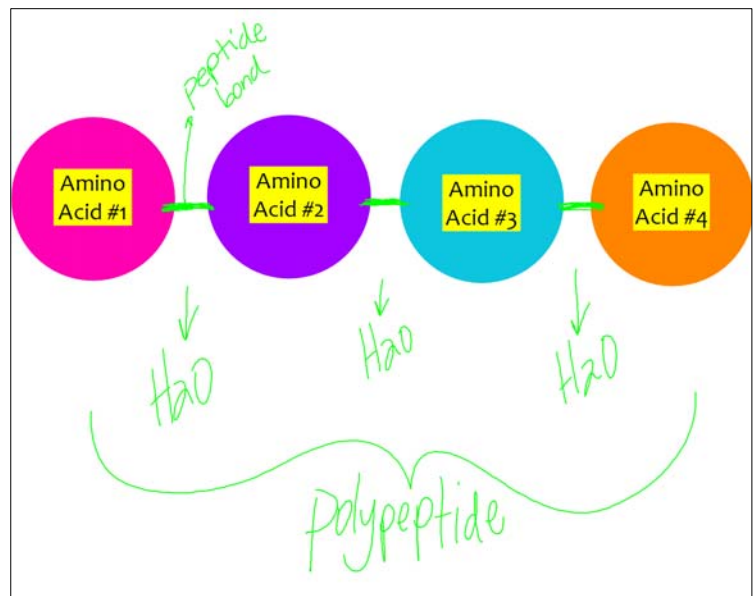 peptide
bond
Amino
Acid #1
Amino
Acid #2
Amino
Acid #3
Amino
Acid #4
H2O
H2O
H2O
polypeptide